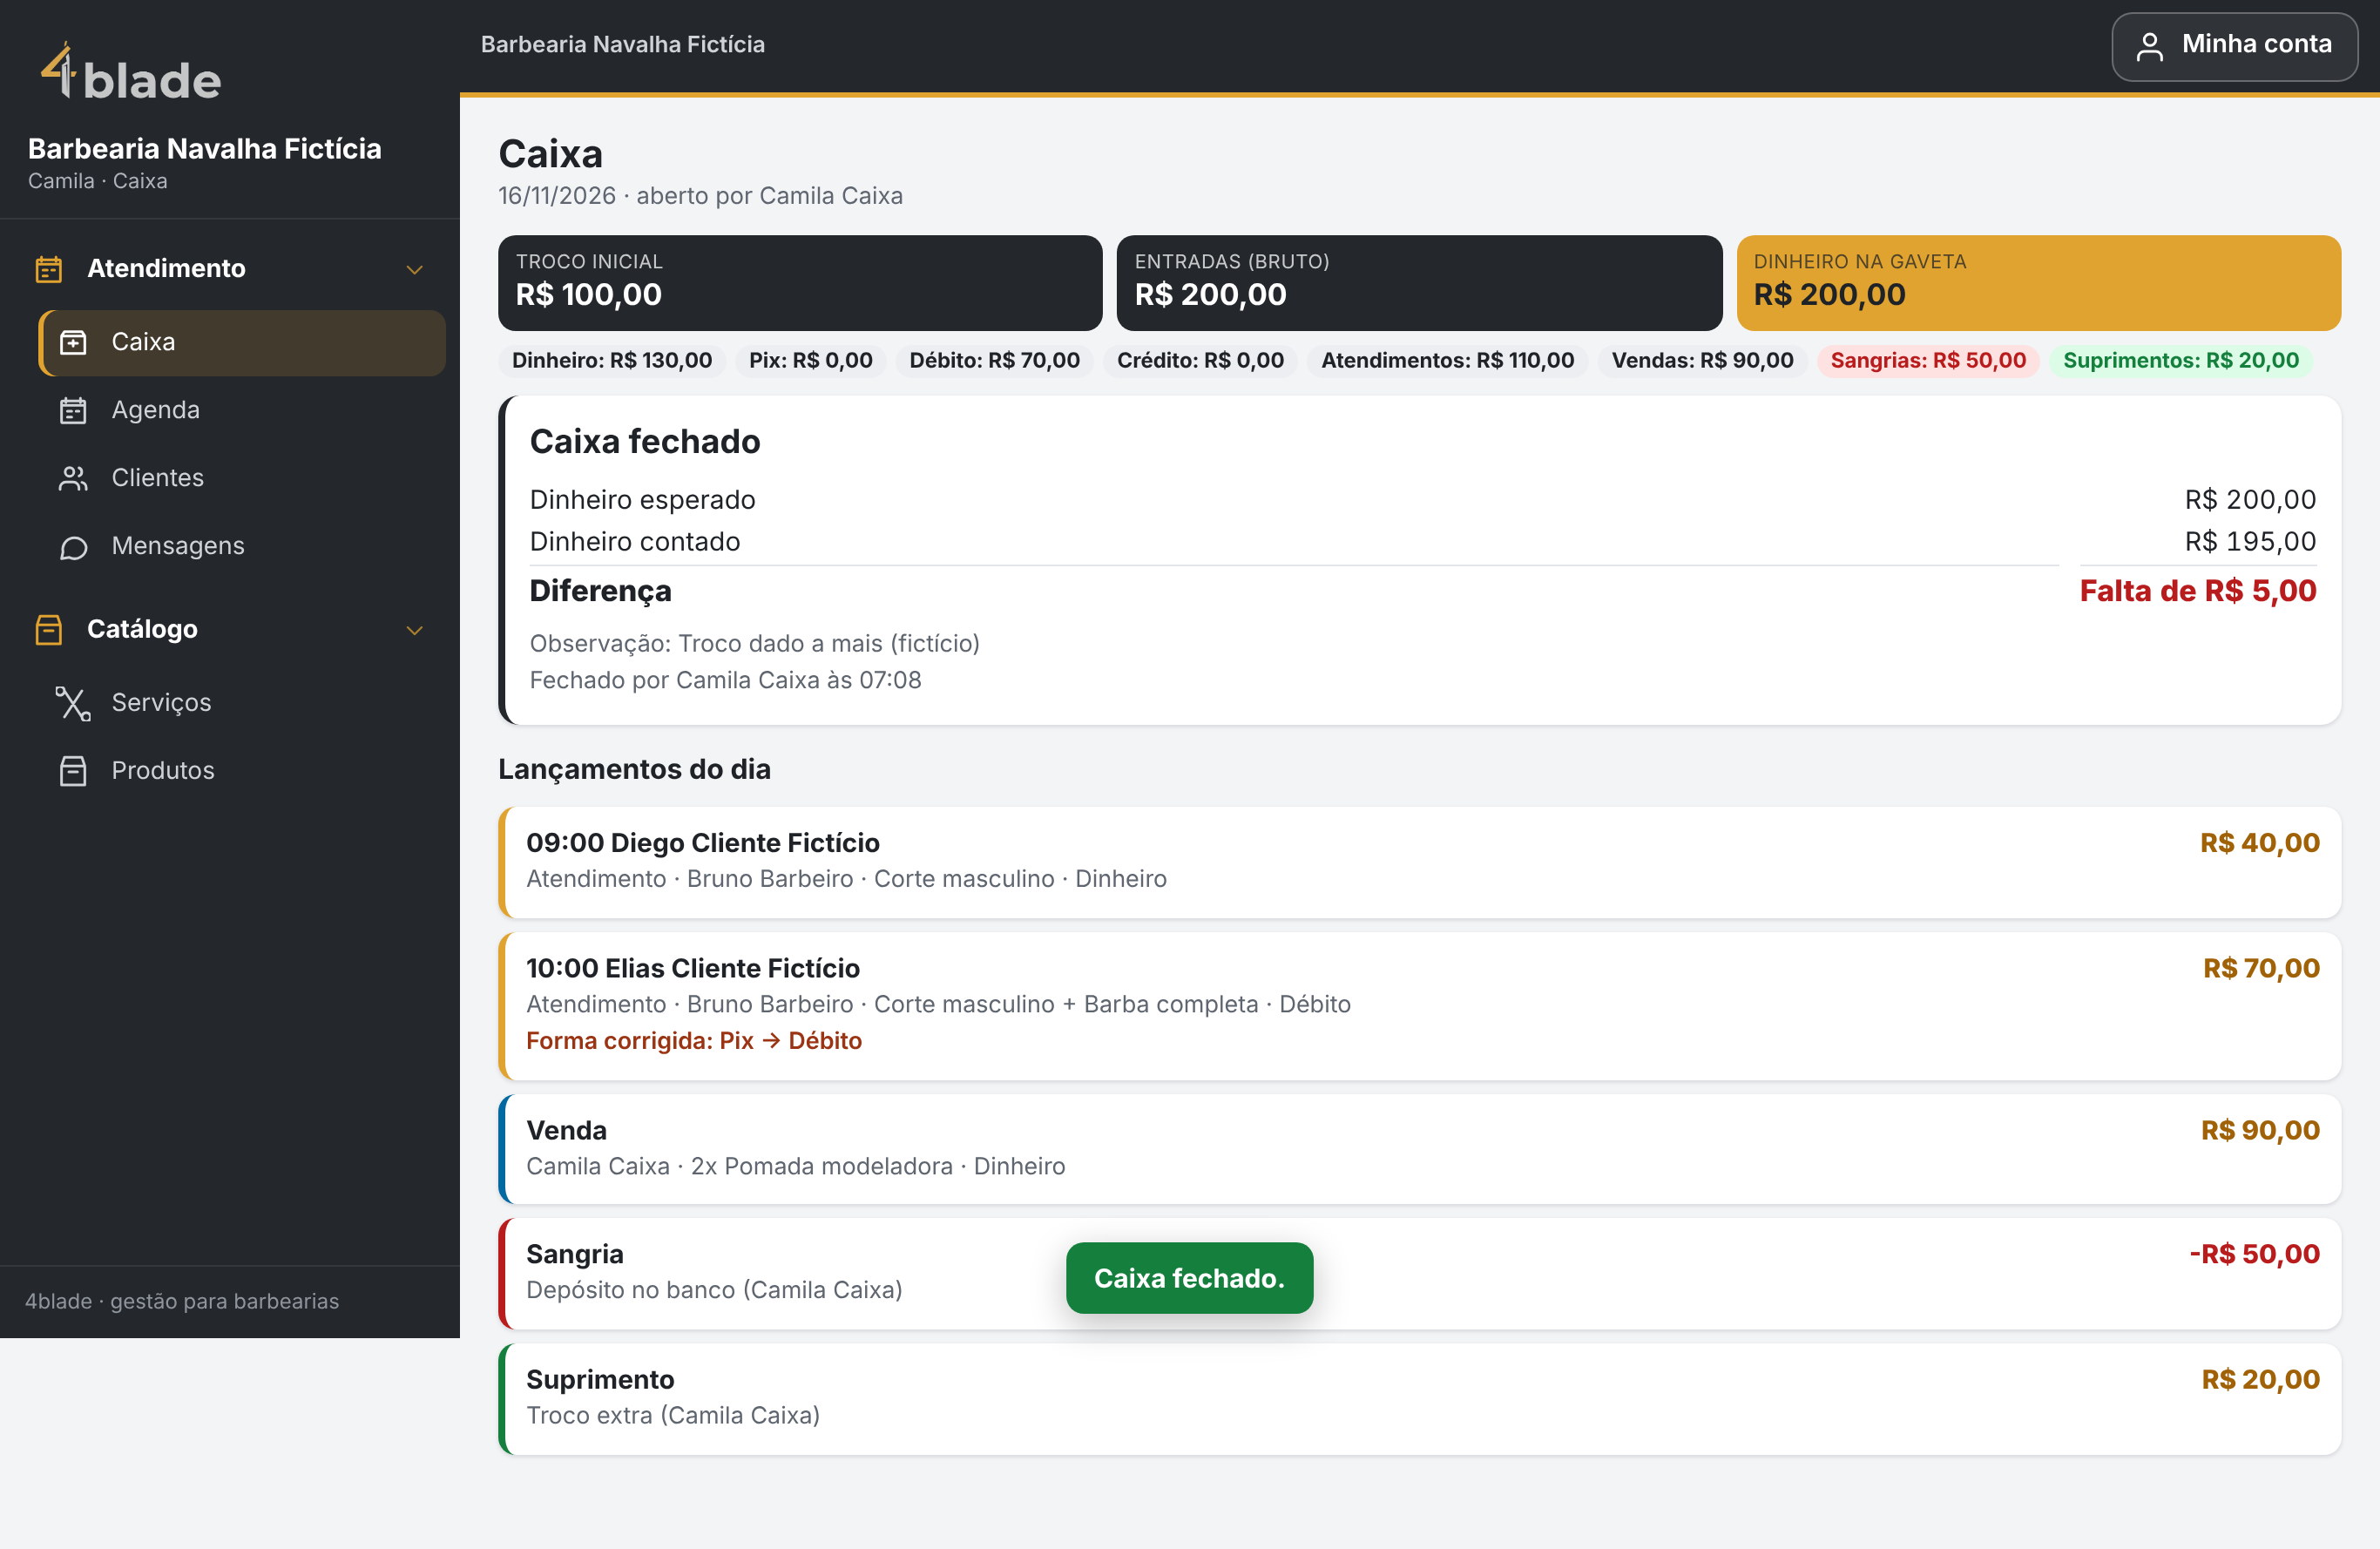 4blade
Barbearia Navalha Fictícia
Camila · Caixa
Atendimento
Caixa
Agenda
Clientes
Mensagens
Catálogo
Serviços
Produtos
4blade · gestão para barbearias
Barbearia Navalha Fictícia
Minha conta
Caixa
16/11/2026 · aberto por Camila Caixa
TROCO INICIAL
R$ 100,00
ENTRADAS (BRUTO)
R$ 200,00
DINHEIRO NA GAVETA
R$ 200,00
Dinheiro: R$ 130,00 Pix: R$ 0,00 Débito: R$ 70,00 Crédito: R$ 0,00 Atendimentos: R$ 110,00 Vendas: R$ 90,00 Sangrias: R$ 50,00 Suprimentos: R$ 20,00
Caixa fechado
Dinheiro esperado R$ 200,00
Dinheiro contado R$ 195,00
Diferença Falta de R$ 5,00
Observação: Troco dado a mais (fictício)
Fechado por Camila Caixa às 07:08
Lançamentos do dia
09:00 Diego Cliente Fictício R$ 40,00
Atendimento · Bruno Barbeiro · Corte masculino · Dinheiro
10:00 Elias Cliente Fictício R$ 70,00
Atendimento · Bruno Barbeiro · Corte masculino + Barba completa · Débito
Forma corrigida: Pix → Débito
Venda R$ 90,00
Camila Caixa · 2x Pomada modeladora · Dinheiro
Sangria -R$ 50,00
Depósito no banco (Camila Caixa)
Caixa fechado.
Suprimento R$ 20,00
Troco extra (Camila Caixa)